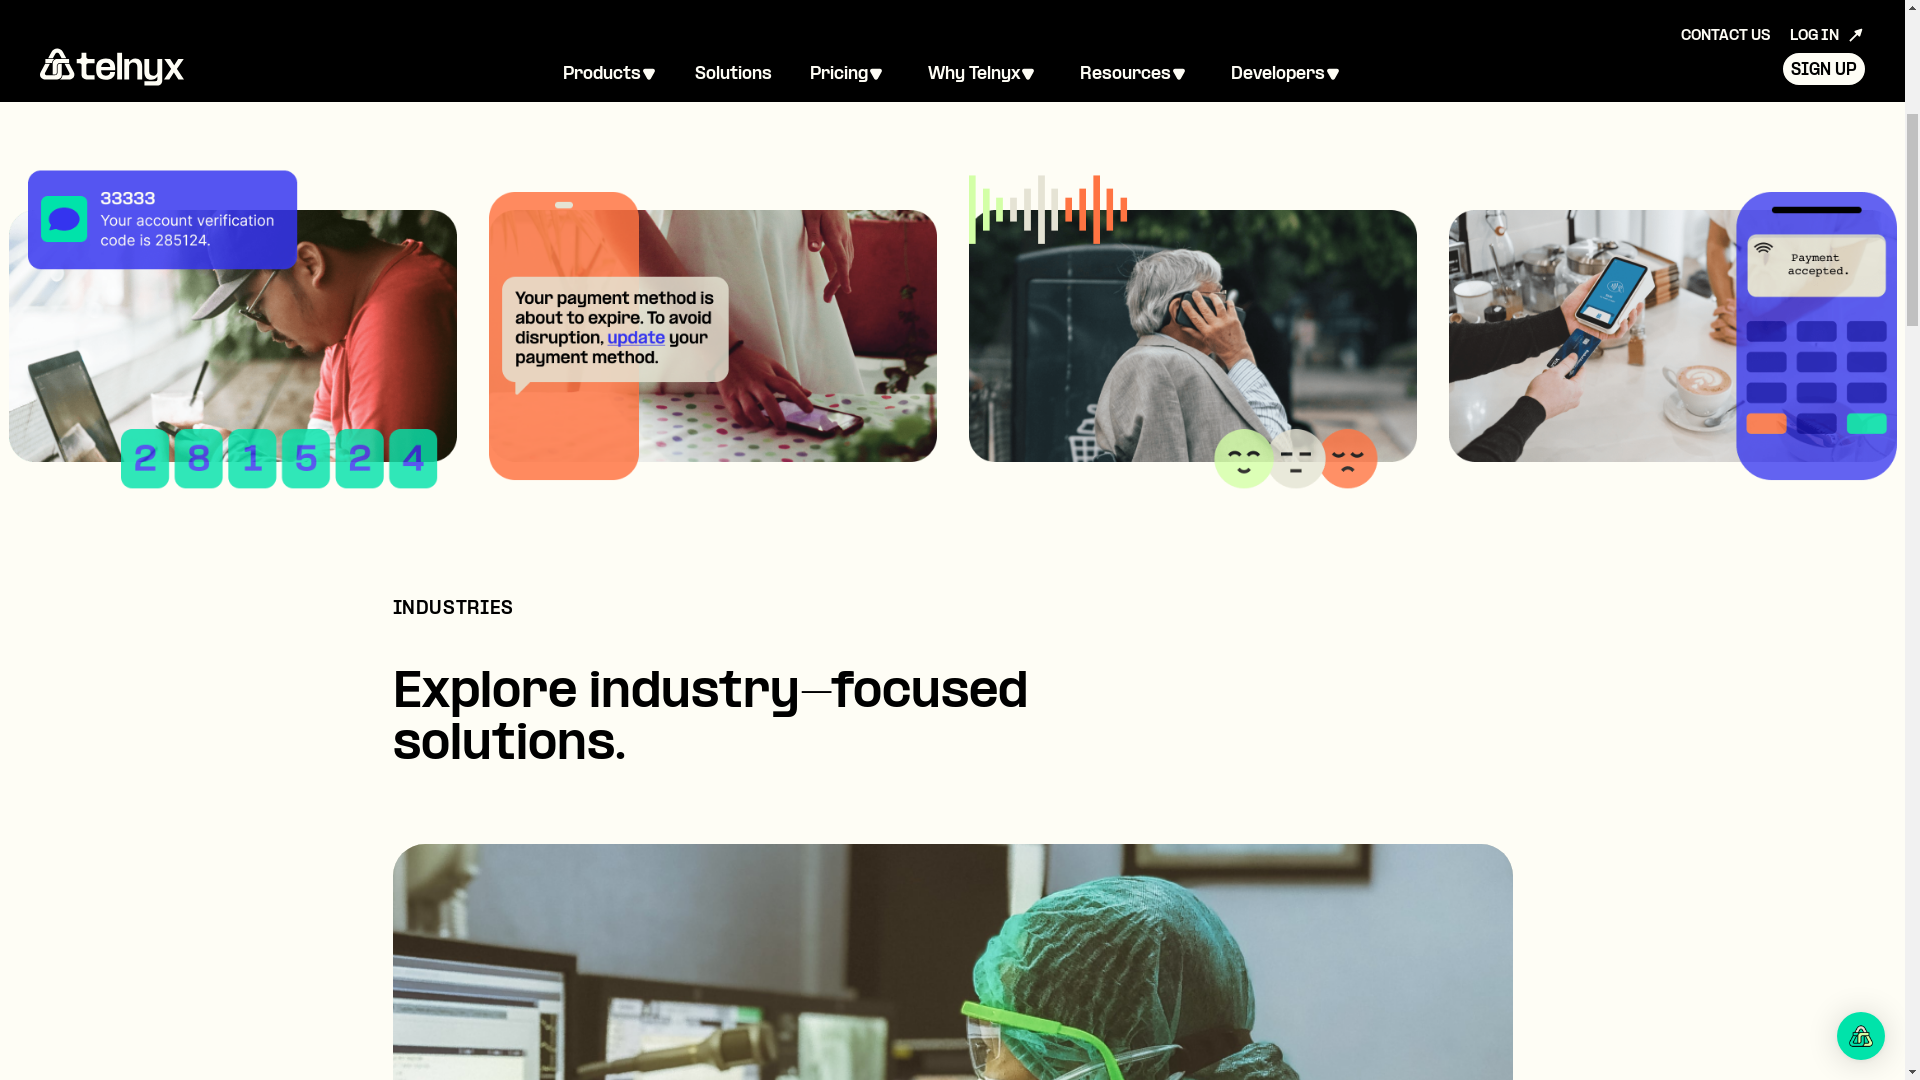 CONTACT US
LOG IN
telnyx
Products
Solutions
Pricing
Why Telnyx
Resources
Developers
SIGN UP
33333
Your account verification
code is 285124.
2 8 1 5 2 4
Your payment method is
about to expire. To avoid
disruption, update your
payment method.
Payment
accepted.
INDUSTRIES
Explore industry—focused
solutions.